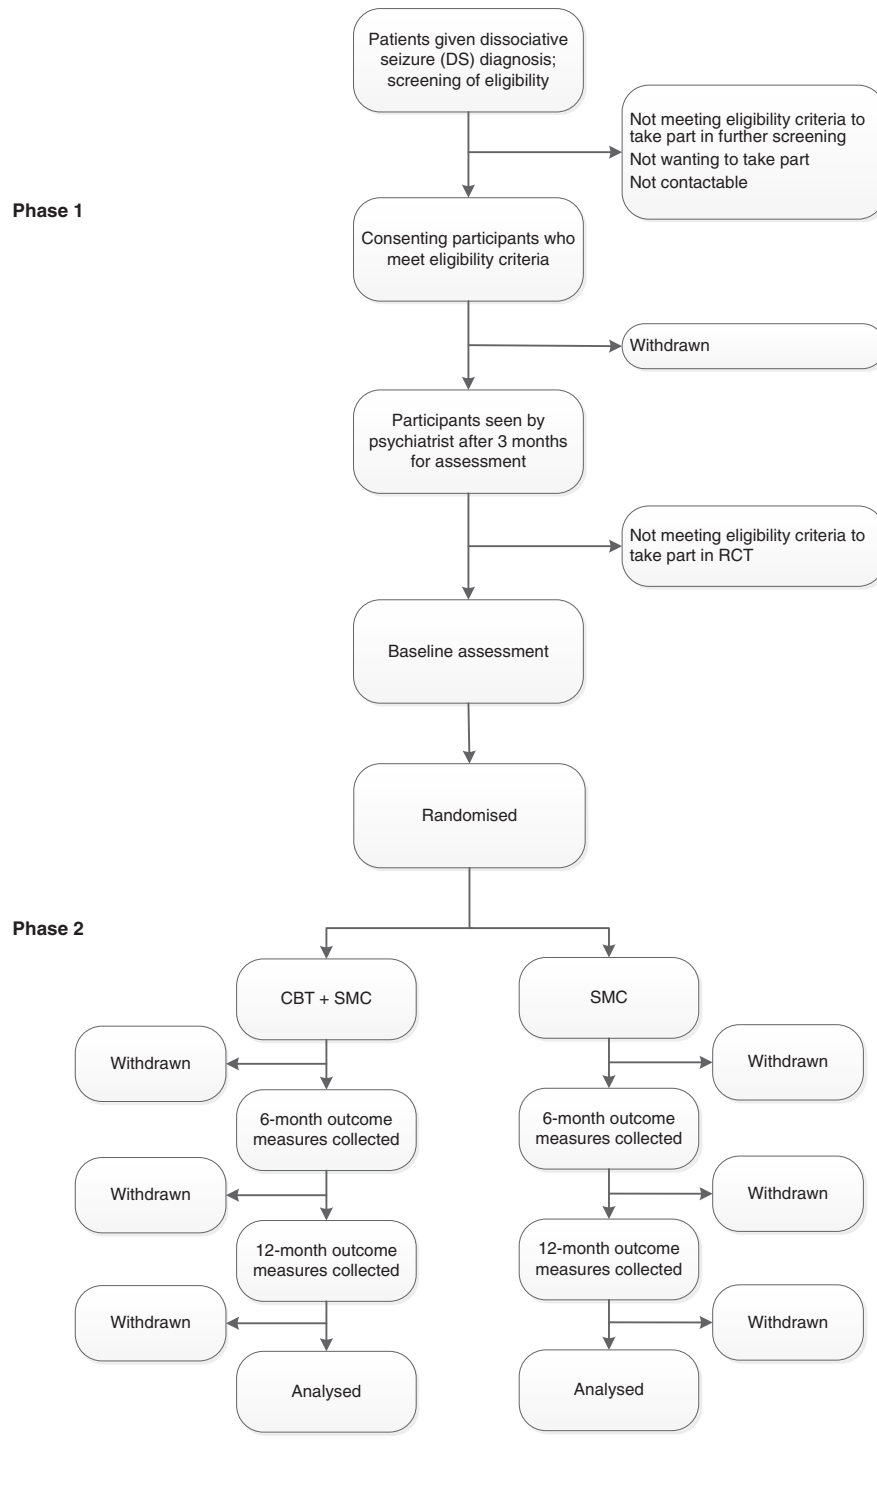 Patients given dissociative
seizure (DS) diagnosis;
screening of eligibility
Not meeting eligibility criteria to
take part in further screening
Not wanting to take part
Not contactable
Phase 1
Consenting participants who
meet eligibility criteria
Withdrawn
Participants seen by
psychiatrist after 3 months
for assessment
Not meeting eligibility criteria to
take part in RCT
Baseline assessment
Randomised
Phase 2
CBT + SMC
SMC
Withdrawn
Withdrawn
6-month outcome
measures collected
6-month outcome
measures collected
Withdrawn
Withdrawn
12-month outcome
measures collected
12-month outcome
measures collected
Withdrawn
Withdrawn
Analysed
Analysed